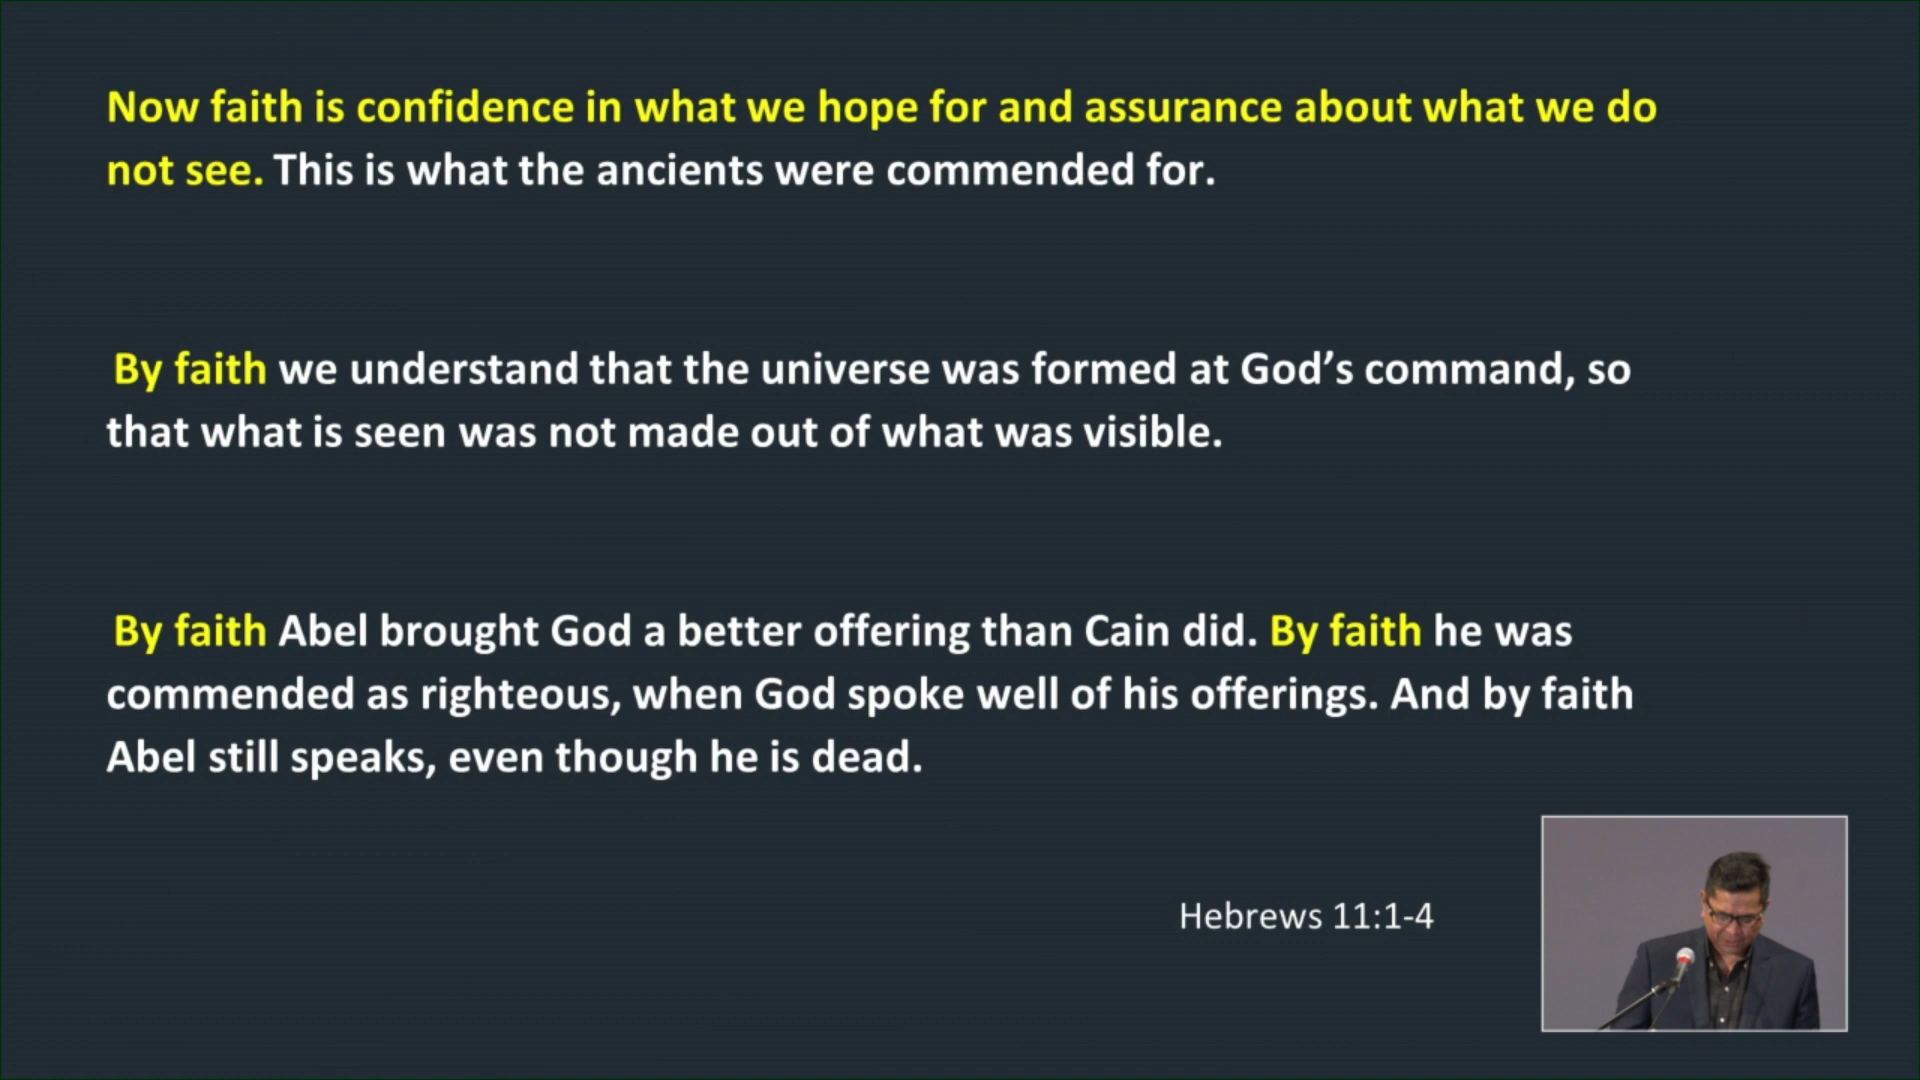 Now faith is confidence in what we hope for and assurance about what we do
not see. This is what the ancients were commended for.
By faith we understand that the universe was formed at God’s command, so
that what is seen was not made out of what was visible.
By faith Abel brought God a better offering than Cain did. By faith he was
commended as righteous, when God spoke well of his offerings. And by faith
Abel still speaks, even though he is dead.
Hebrews 11:1-4